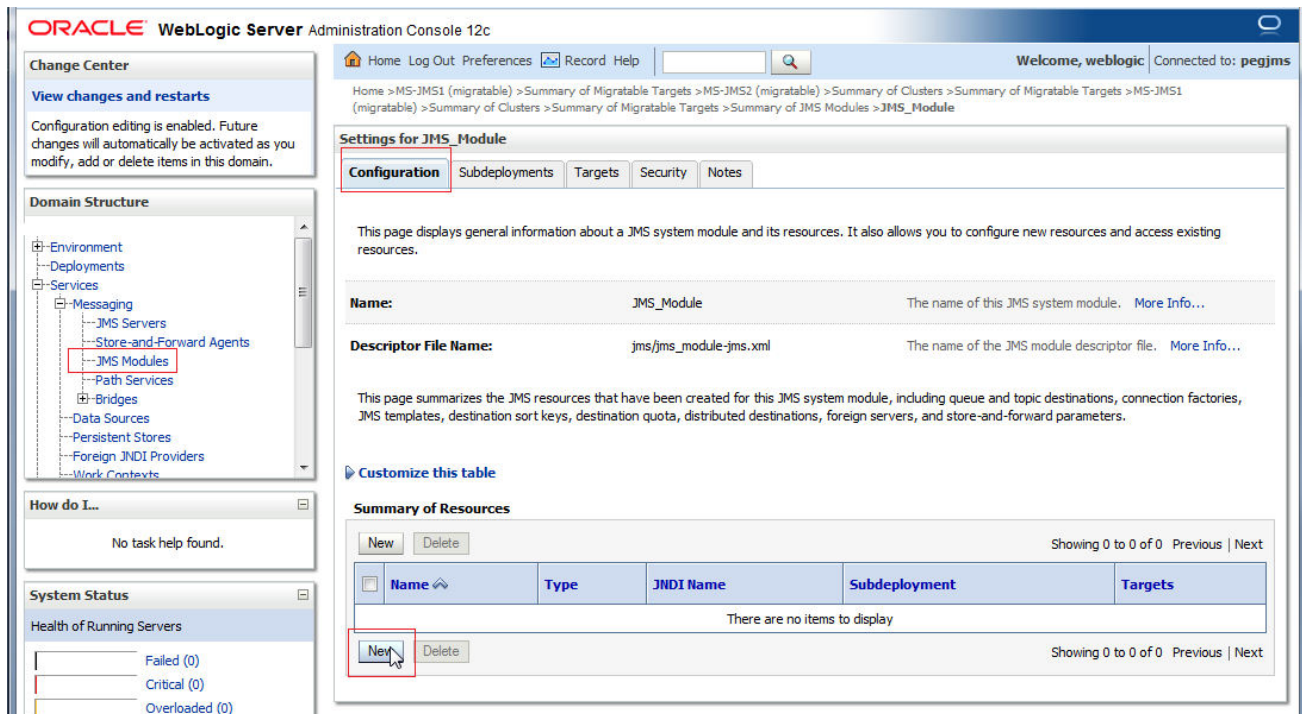 ORACLE WebLogic Server Administration Console 12c
Change Center
View changes and restarts
Configuration editing is enabled. Future
changes will automatically be activated as you
modify, add or delete items in this domain.
Domain Structure
Environment
Deployments
Services
Messaging
JMS Servers
Store-and-Forward Agents
JMS Modules
Path Services
Bridges
Data Sources
Persistent Stores
Foreign JNDI Providers
Work Contexts
How do I...
No task help found.
System Status
Health of Running Servers
Failed (0)
Critical (0)
Overloaded (0)
Home Log Out Preferences Record Help
Welcome, weblogic Connected to: pegjms
Home >MS-JMS1 (migratable) >Summary of Migratable Targets >MS-JMS2 (migratable) >Summary of Clusters >Summary of Migratable Targets >MS-JMS1
(migratable) >Summary of Clusters >Summary of Migratable Targets >Summary of JMS Modules >JMS_Module
Settings for JMS_Module
Configuration Subdeployments Targets Security Notes
This page displays general information about a JMS system module and its resources. It also allows you to configure new resources and access existing
resources.
Name: JMS_Module The name of this JMS system module. More Info...
Descriptor File Name: jms/jms_module-jms.xml The name of the JMS module descriptor file. More Info...
This page summarizes the JMS resources that have been created for this JMS system module, including queue and topic destinations, connection factories,
JMS templates, destination sort keys, destination quota, distributed destinations, foreign servers, and store-and-forward parameters.
Customize this table
Summary of Resources
New Delete Showing 0 to 0 of 0 Previous | Next
Name Type JNDI Name Subdeployment Targets
There are no items to display
New Delete Showing 0 to 0 of 0 Previous | Next